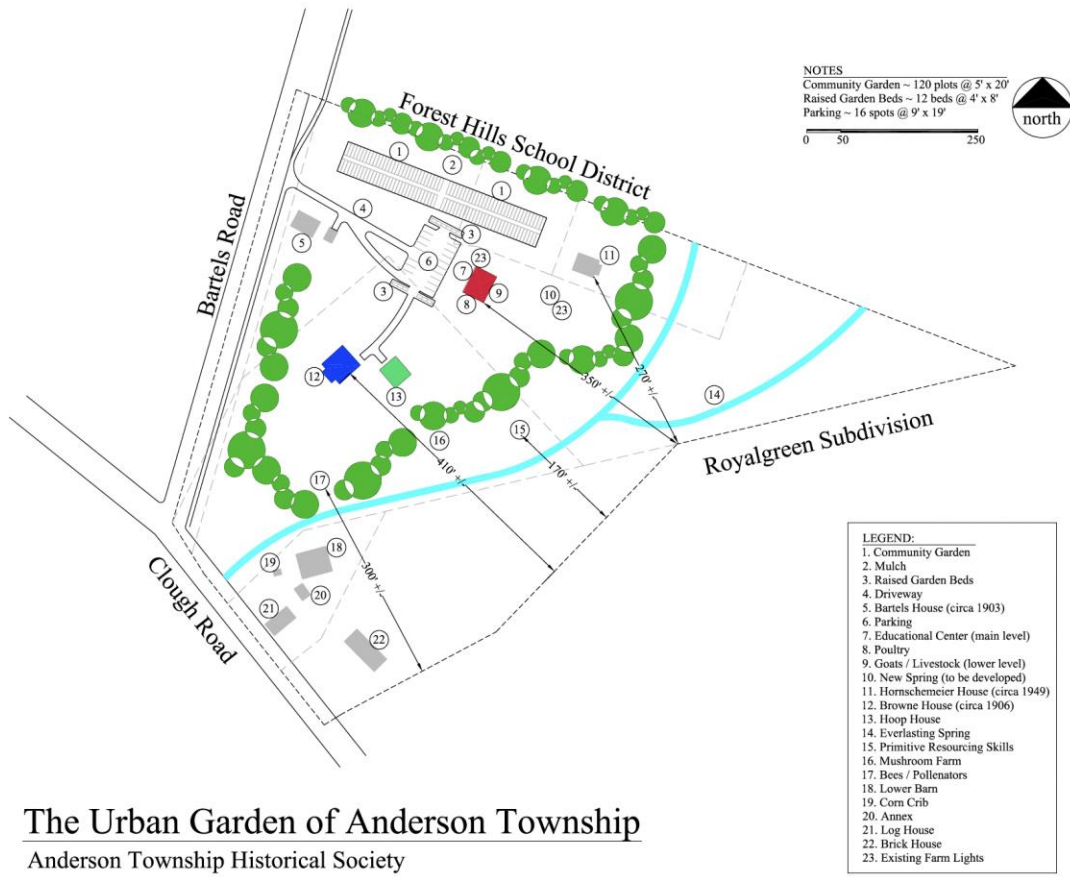 NOTES
Community Garden ~ 120 plots @ 5' x 20'
Raised Garden Beds ~ 12 beds @ 4' x 8'
Parking ~ 16 spots @ 9' x 19'
0 50 250
north
Forest Hills School District
Bartels Road
Clough Road
Royalgreen Subdivision
1
2
1
3
4
5
6
23
7
8
9
10
23
11
3
12
13
14
15
16
17
18
19
20
21
22
270' +/-
350' +/-
410' +/-
170' +/-
300' +/-
LEGEND:
1. Community Garden
2. Mulch
3. Raised Garden Beds
4. Driveway
5. Bartels House (circa 1903)
6. Parking
7. Educational Center (main level)
8. Poultry
9. Goats / Livestock (lower level)
10. New Spring (to be developed)
11. Hornschemeier House (circa 1949)
12. Browne House (circa 1906)
13. Hoop House
14. Everlasting Spring
15. Primitive Resourcing Skills
16. Mushroom Farm
17. Bees / Pollenators
18. Lower Barn
19. Corn Crib
20. Annex
21. Log House
22. Brick House
23. Existing Farm Lights
The Urban Garden of Anderson Township
Anderson Township Historical Society